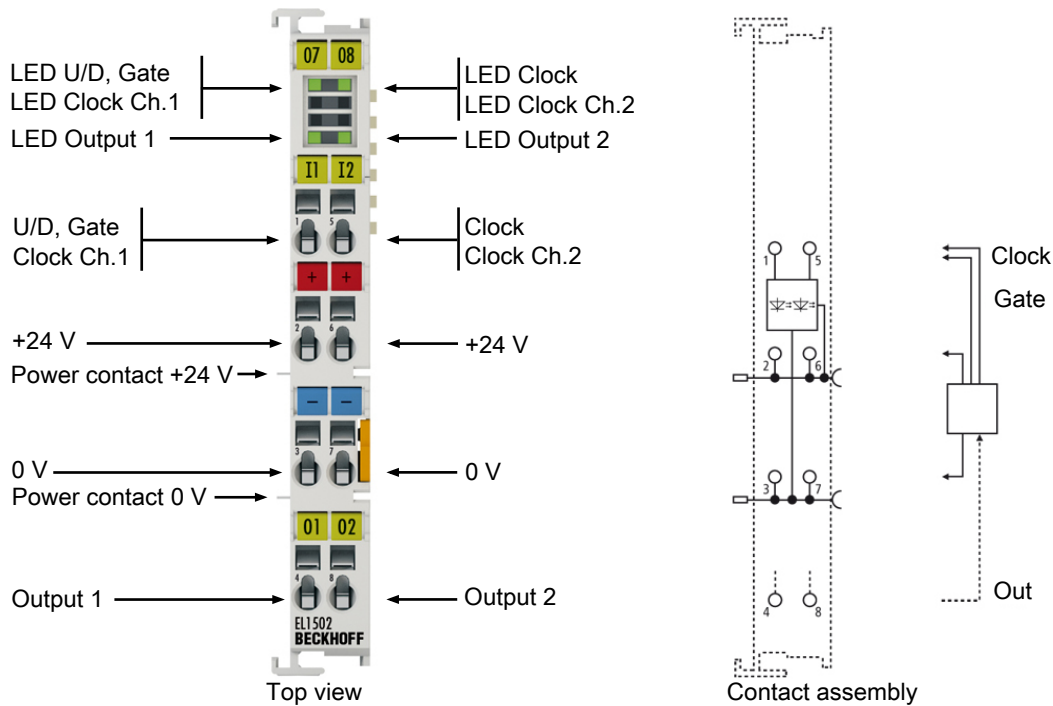 07 08
LED U/D, Gate
LED Clock Ch.1
LED Clock
LED Clock Ch.2
LED Output 1
LED Output 2
I1 I2
1 5
U/D, Gate
Clock Ch.1
Clock
Clock Ch.2
+ +
2 6
+24 V
+24 V
Power contact +24 V
− −
3 7
0 V
0 V
Power contact 0 V
01 02
4 8
Output 1
Output 2
EL1502
BECKHOFF
Top view
1 5
Clock
Gate
2 6
3 7
4 8
Out
Contact assembly